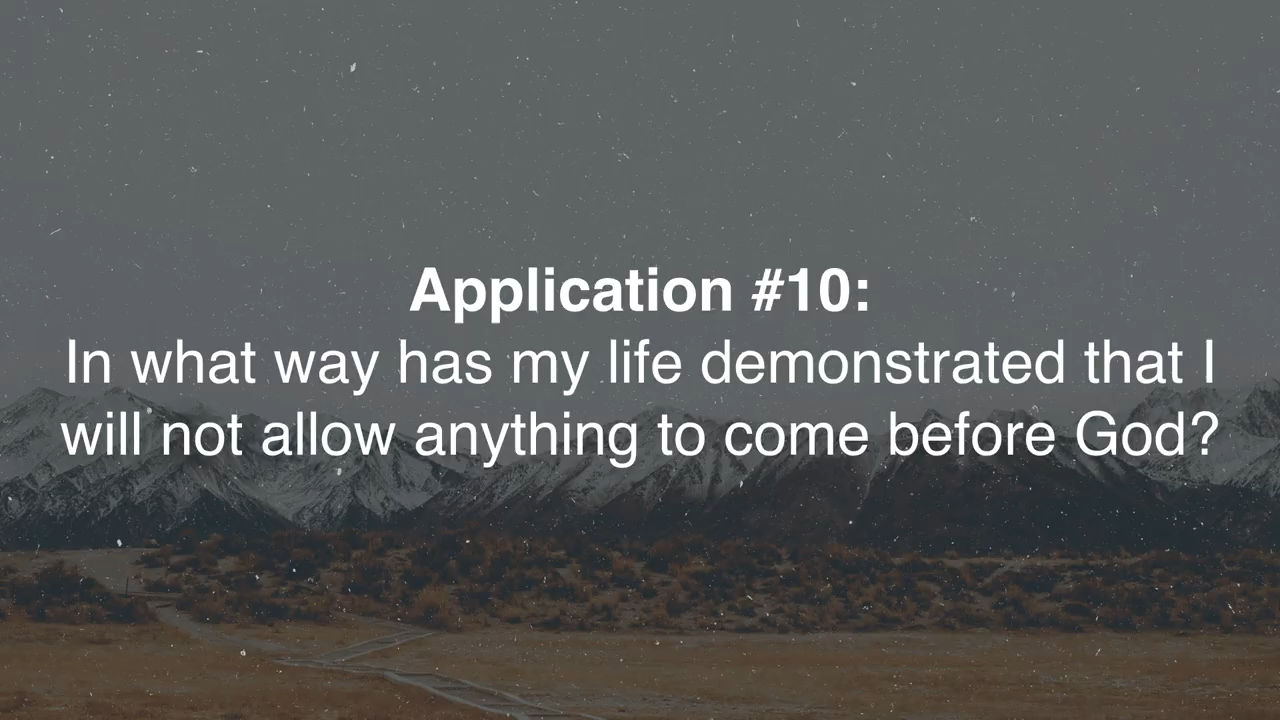 Application #10:
In what way has my life demonstrated that I
will not allow anything to come before God?